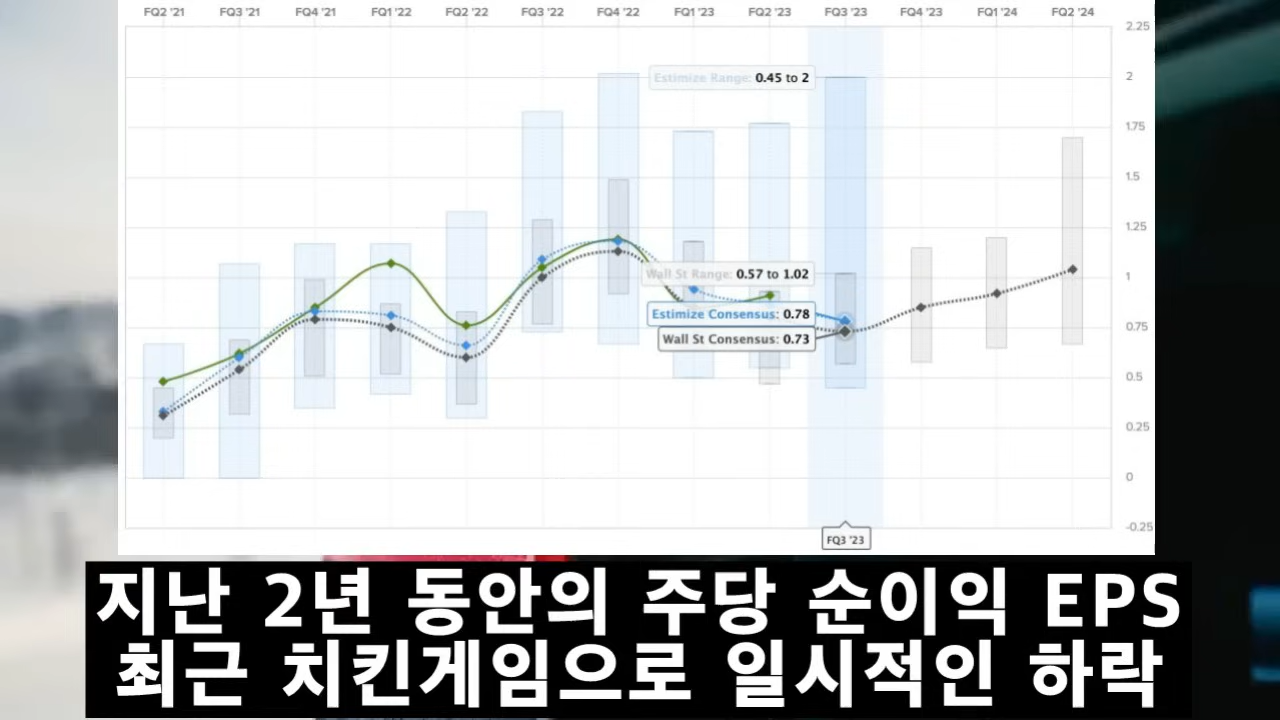 FQ2 '21 FQ3 '21 FQ4 '21 FQ1 '22 FQ2 '22 FQ3 '22 FQ4 '22 FQ1 '23 FQ2 '23 FQ3 '23 FQ4 '23 FQ1 '24 FQ2 '24
2.25
Estimize Range: 0.45 to 2
2
1.75
1.5
1.25
Wall St Range: 0.57 to 1.02
1
Estimize Consensus: 0.78
0.75
Wall St Consensus: 0.73
0.5
0.25
0
-0.25
FQ3 '23
지난 2년 동안의 주당 순이익 EPS
최근 치킨게임으로 일시적인 하락